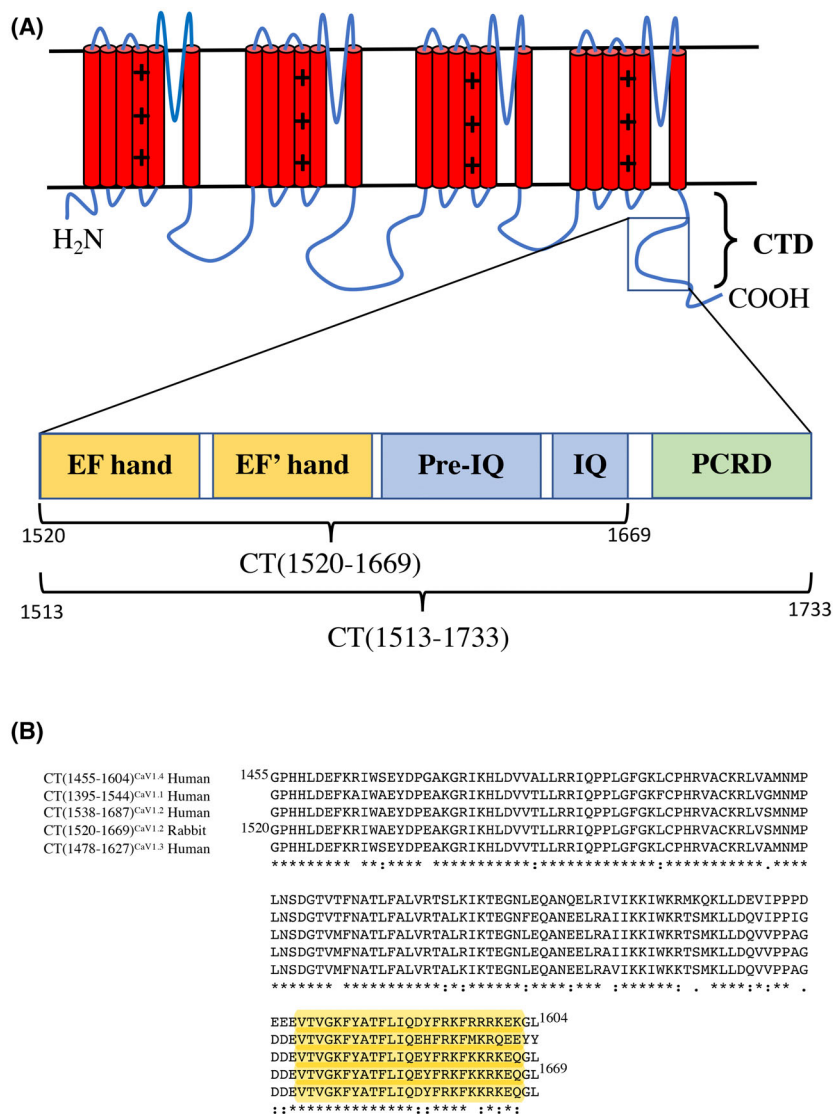 (A)
+ + + +
+ + + +
+ + + +
H₂N
CTD
COOH
EF hand EF’ hand Pre-IQ IQ PCRD
1520 1669
CT(1520-1669)
1513 1733
CT(1513-1733)
(B)
CT(1455-1604)CaV1.4 Human 1455GPHHLDEFKRIWSEYDPGAKGRIKHLDVVALLRRIQPPLGFGKLCPHRVACKRLVAMNMP
CT(1395-1544)CaV1.1 Human GPHHLDEFKAIWAEYDPEAKGRIKHLDVVTLLRRIQPPLGFGKFCPHRVACKRLVGMNMP
CT(1538-1687)CaV1.2 Human GPHHLDEFKRIWAEYDPEAKGRIKHLDVVTLLRRIQPPLGFGKLCPHRVACKRLVSMNMP
CT(1520-1669)CaV1.2 Rabbit 1520GPHHLDEFKRIWAEYDPEAKGRIKHLDVVTLLRRIQPPLGFGKLCPHRVACKRLVSMNMP
CT(1478-1627)CaV1.3 Human GPHHLDEFKRIWSEYDPEAKGRIKHLDVVTLLRRIQPPLGFGKLCPHRVACKRLVAMNMP
********* **:**** ***********:*************:***********.****
LNSDGTVTFNATLFALVRTSLKIKTEGNLEQANQELRIVIKKIWKRMKQKLLDEVIPPPD
LNSDGTVTFNATLFALVRTALKIKTEGNFEQANEELRAIIKKIWKRTSMKLLDQVIPPIG
LNSDGTVMFNATLFALVRTALRIKTEGNLEQANEELRAIIKKIWKRTSMKLLDQVVPPAG
LNSDGTVMFNATLFALVRTALRIKTEGNLEQANEELRAIIKKIWKRTSMKLLDQVVPPAG
LNSDGTVMFNATLFALVRTALKIKTEGNLEQANEELRAVIKKIWKKTSMKLLDQVVPPAG
******* ***********:*:******:****:*** :******: . ****:*:** .
EEEVTVGKFYATFLIQDYFRKFRRRKEKGL1604
DDEVTVGKFYATFLIQEHFRKFMKRQEEYY
DDEVTVGKFYATFLIQEYFRKFKKRKEQGL
DDEVTVGKFYATFLIQEYFRKFKKRKEQGL1669
DDEVTVGKFYATFLIQDYFRKFKKRKEQGL
::**************::**** :*:*: